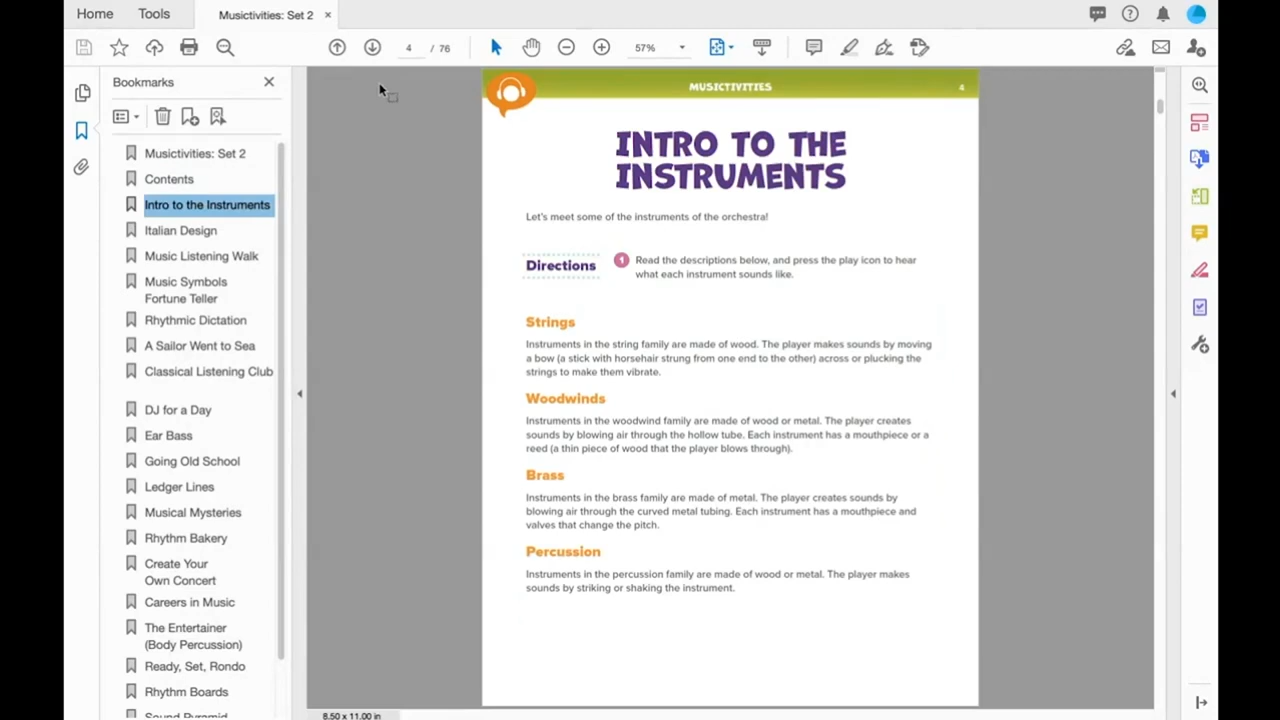 Home
Tools
Musictivities: Set 2
4 / 76
57%
Bookmarks
Musictivities: Set 2
Contents
Intro to the Instruments
Italian Design
Music Listening Walk
Music Symbols
Fortune Teller
Rhythmic Dictation
A Sailor Went to Sea
Classical Listening Club
DJ for a Day
Ear Bass
Going Old School
Ledger Lines
Musical Mysteries
Rhythm Bakery
Create Your
Own Concert
Careers in Music
The Entertainer
(Body Percussion)
Ready, Set, Rondo
Rhythm Boards
Sound Pyramid
MUSICTIVITIES
4
INTRO TO THE
INSTRUMENTS
Let's meet some of the instruments of the orchestra!
Directions
1 Read the descriptions below, and press the play icon to hear
what each instrument sounds like.
Strings
Instruments in the string family are made of wood. The player makes sounds by moving
a bow (a stick with horsehair strung from one end to the other) across or plucking the
strings to make them vibrate.
Woodwinds
Instruments in the woodwind family are made of wood or metal. The player creates
sounds by blowing air through the hollow tube. Each instrument has a mouthpiece or a
reed (a thin piece of wood that the player blows through).
Brass
Instruments in the brass family are made of metal. The player creates sounds by
blowing air through the curved metal tubing. Each instrument has a mouthpiece and
valves that change the pitch.
Percussion
Instruments in the percussion family are made of wood or metal. The player makes
sounds by striking or shaking the instrument.
8.50 x 11.00 in